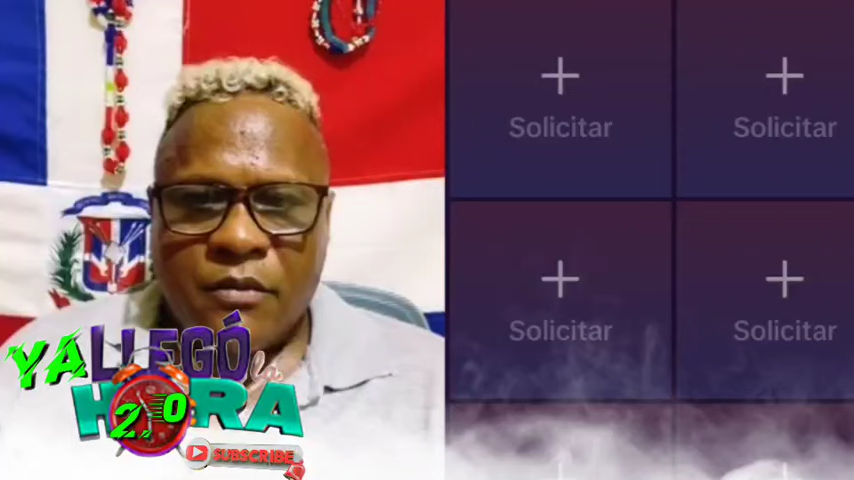 Solicitar
Solicitar
Solicitar
Solicitar
YA LLEGÓ la
HORA
2.0
SUBSCRIBE